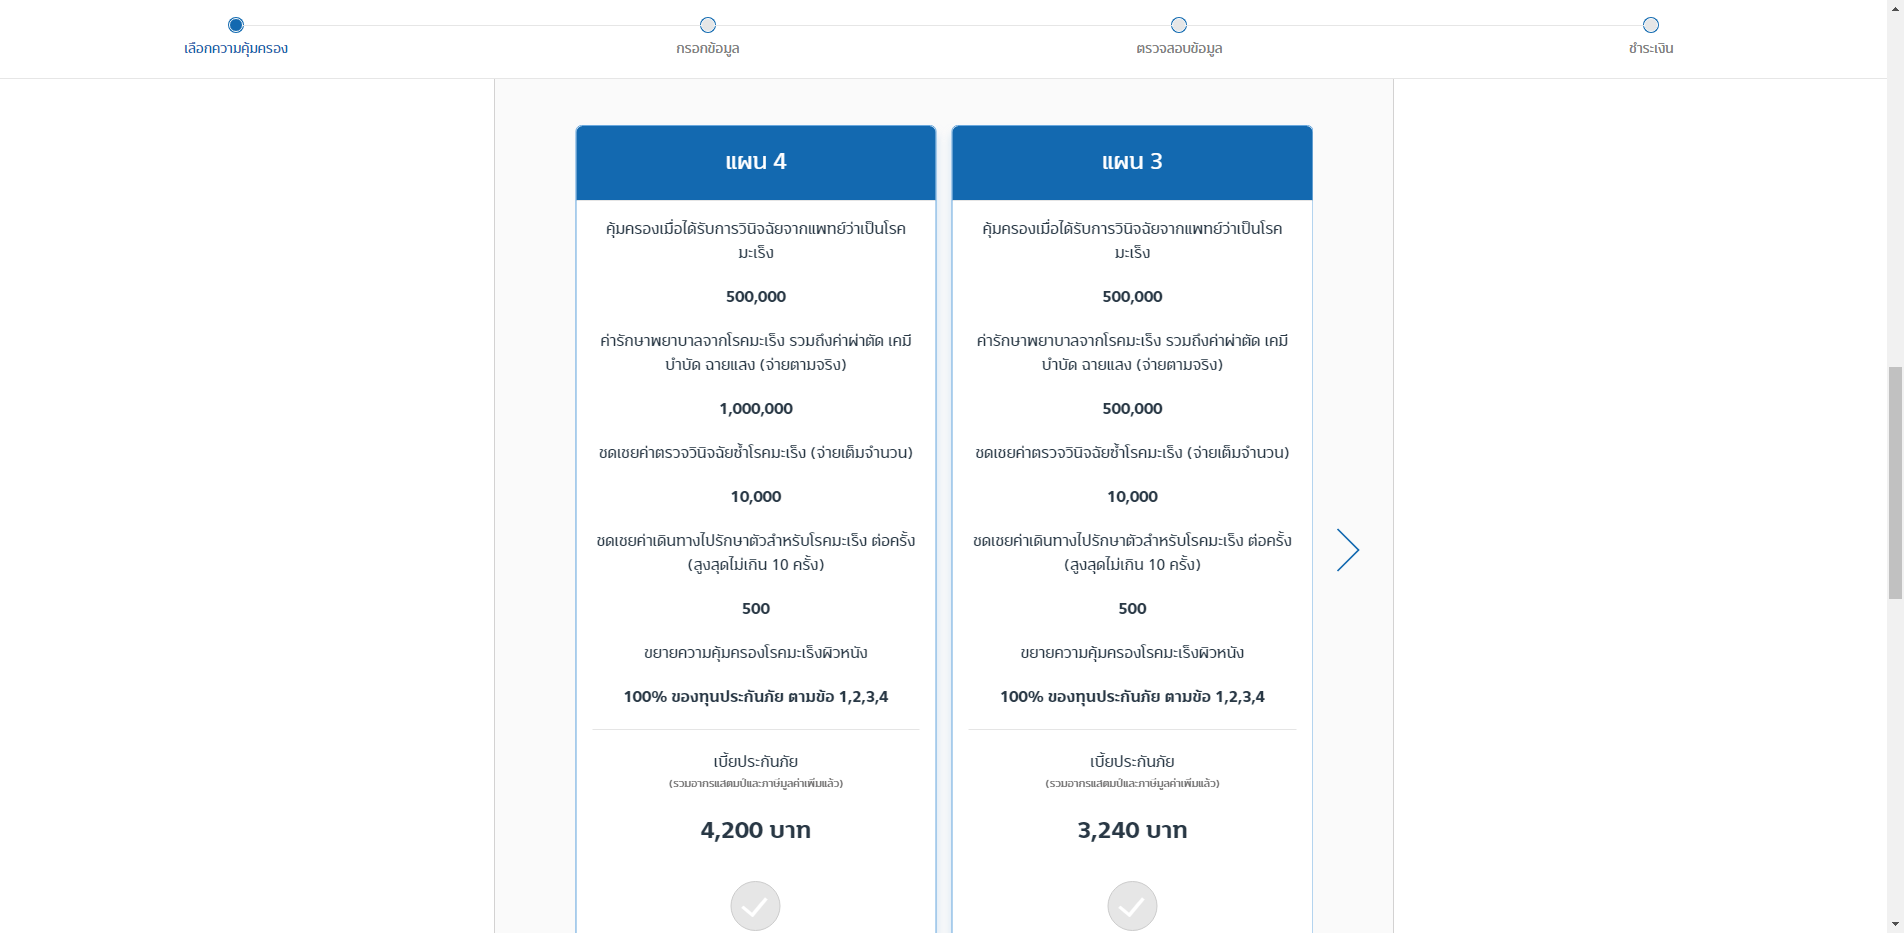 เลือกความคุ้มครอง
กรอกข้อมูล
ตรวจสอบข้อมูล
ชำระเงิน
แผน 4
คุ้มครองเมื่อได้รับการวินิจฉัยจากแพทย์ว่าเป็นโรค
มะเร็ง
500,000
ค่ารักษาพยาบาลจากโรคมะเร็ง รวมถึงค่าผ่าตัด เคมี
บำบัด ฉายแสง (จ่ายตามจริง)
1,000,000
ชดเชยค่าตรวจวินิจฉัยซ้ำโรคมะเร็ง (จ่ายเต็มจำนวน)
10,000
ชดเชยค่าเดินทางไปรักษาตัวสำหรับโรคมะเร็ง ต่อครั้ง
(สูงสุดไม่เกิน 10 ครั้ง)
500
ขยายความคุ้มครองโรคมะเร็งผิวหนัง
100% ของทุนประกันภัย ตามข้อ 1,2,3,4
เบี้ยประกันภัย
(รวมอากรแสตมป์และภาษ๋มูลค่าเพิ่มแล้ว)
4,200 บาท
แผน 3
คุ้มครองเมื่อได้รับการวินิจฉัยจากแพทย์ว่าเป็นโรค
มะเร็ง
500,000
ค่ารักษาพยาบาลจากโรคมะเร็ง รวมถึงค่าผ่าตัด เคมี
บำบัด ฉายแสง (จ่ายตามจริง)
500,000
ชดเชยค่าตรวจวินิจฉัยซ้ำโรคมะเร็ง (จ่ายเต็มจำนวน)
10,000
ชดเชยค่าเดินทางไปรักษาตัวสำหรับโรคมะเร็ง ต่อครั้ง
(สูงสุดไม่เกิน 10 ครั้ง)
500
ขยายความคุ้มครองโรคมะเร็งผิวหนัง
100% ของทุนประกันภัย ตามข้อ 1,2,3,4
เบี้ยประกันภัย
(รวมอากรแสตมป์และภาษ๋มูลค่าเพิ่มแล้ว)
3,240 บาท